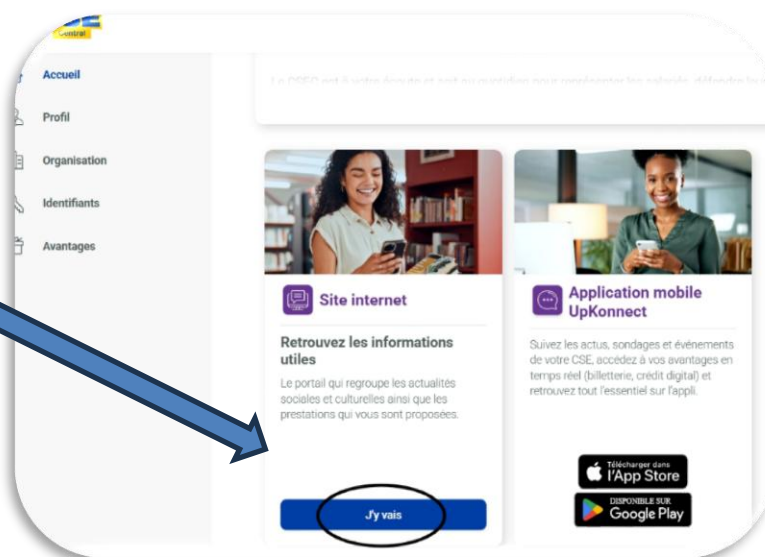 Central
Accueil
Profil
Organisation
Identifiants
Avantages
Site internet
Retrouvez les informations
utiles
Le portail qui regroupe les actualités
sociales et culturelles ainsi que les
prestations qui vous sont proposées.
J'y vais
Application mobile
UpKonnect
Suivez les actus, sondages et événements
de votre CSE, accédez à vos avantages en
temps réel (billetterie, crédit digital) et
retrouvez tout l'essentiel sur l'appli.
Télécharger dans
l'App Store
DISPONIBLE SUR
Google Play